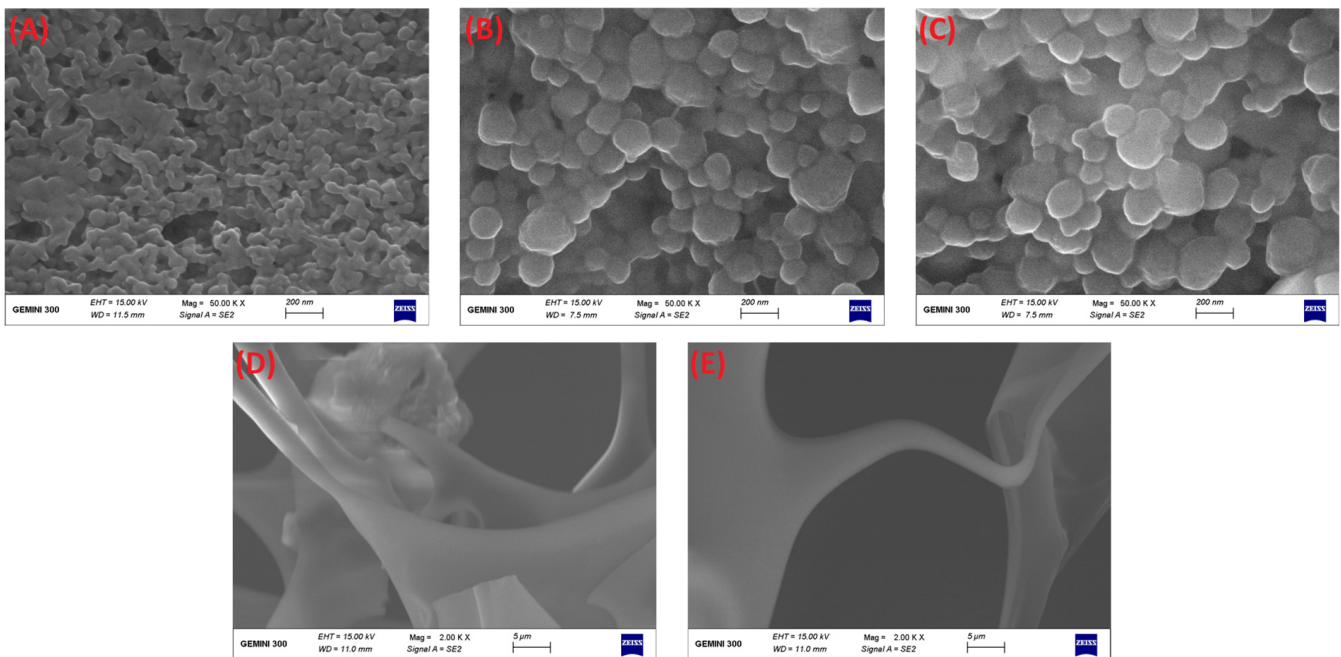 (A)
GEMINI 300 EHT = 15.00 kV Mag = 50.00 K X 200 nm ZEISS
WD = 11.5 mm Signal A = SE2
(B)
GEMINI 300 EHT = 15.00 kV Mag = 50.00 K X 200 nm ZEISS
WD = 7.5 mm Signal A = SE2
(C)
GEMINI 300 EHT = 15.00 kV Mag = 50.00 K X 200 nm ZEISS
WD = 7.5 mm Signal A = SE2
(D)
GEMINI 300 EHT = 15.00 kV Mag = 2.00 K X 5 µm ZEISS
WD = 11.0 mm Signal A = SE2
(E)
GEMINI 300 EHT = 15.00 kV Mag = 2.00 K X 5 µm ZEISS
WD = 11.0 mm Signal A = SE2